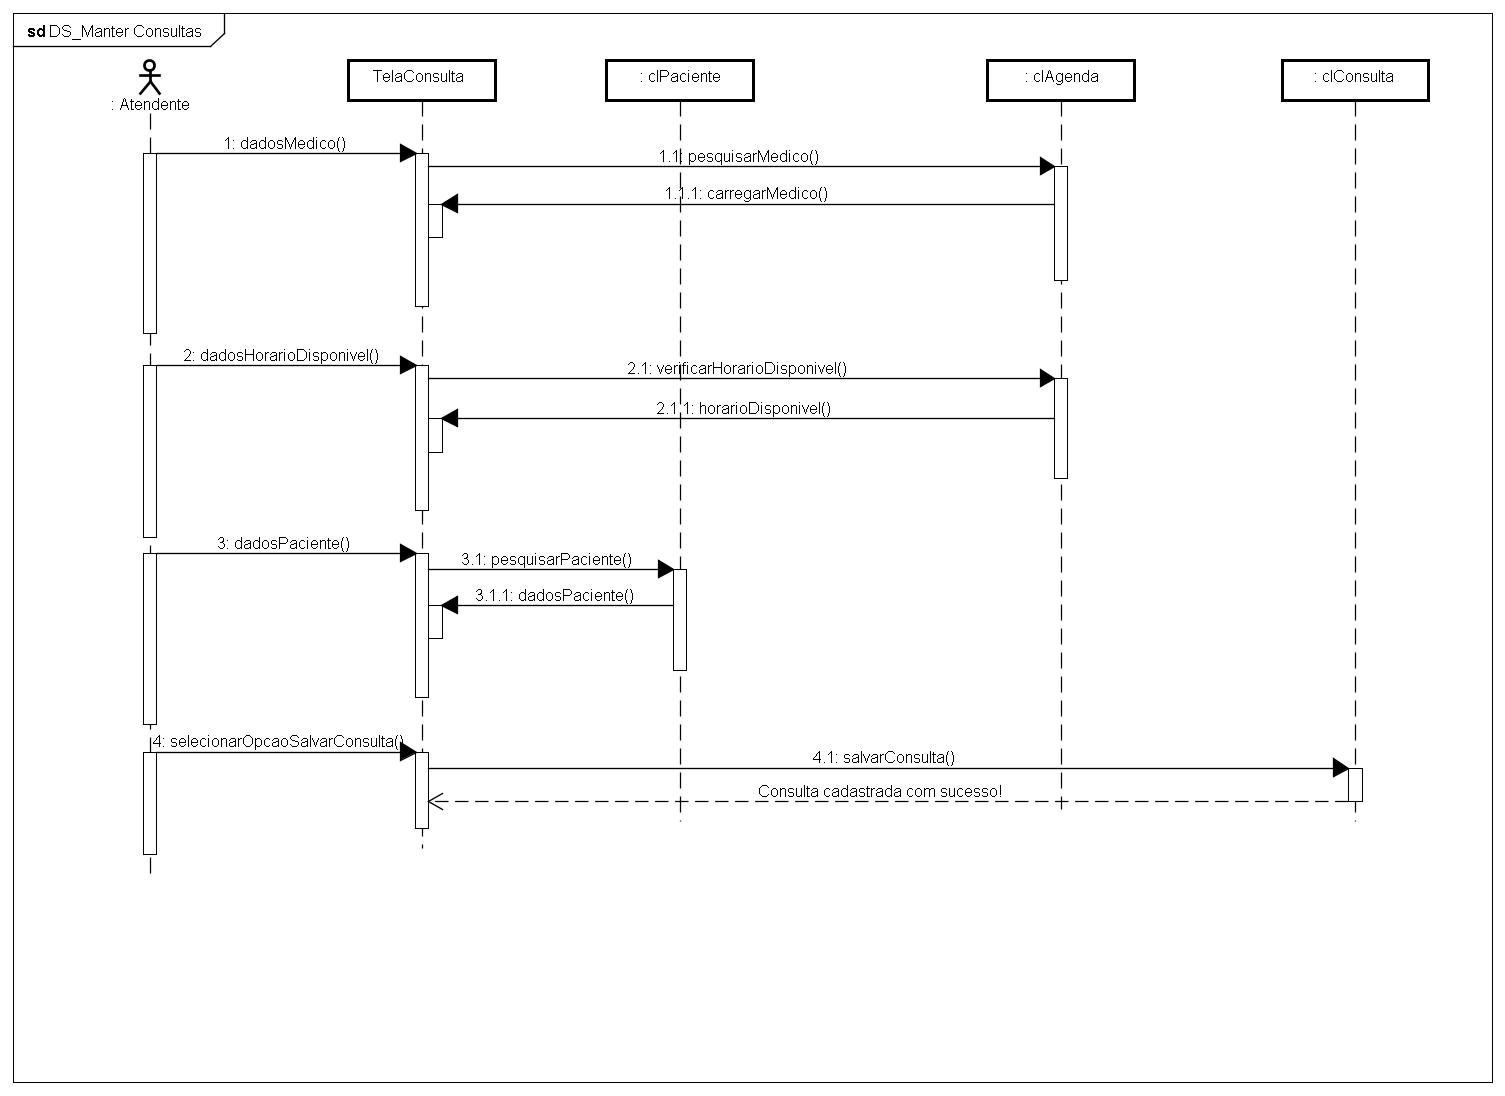 sd DS_Manter Consultas
: Atendente
TelaConsulta
: clPaciente
: clAgenda
: clConsulta
1: dadosMedico()
1.1: pesquisarMedico()
1.1.1: carregarMedico()
2: dadosHorarioDisponivel()
2.1: verificarHorarioDisponivel()
2.1.1: horarioDisponivel()
3: dadosPaciente()
3.1: pesquisarPaciente()
3.1.1: dadosPaciente()
4: selecionarOpcaoSalvarConsulta()
4.1: salvarConsulta()
Consulta cadastrada com sucesso!